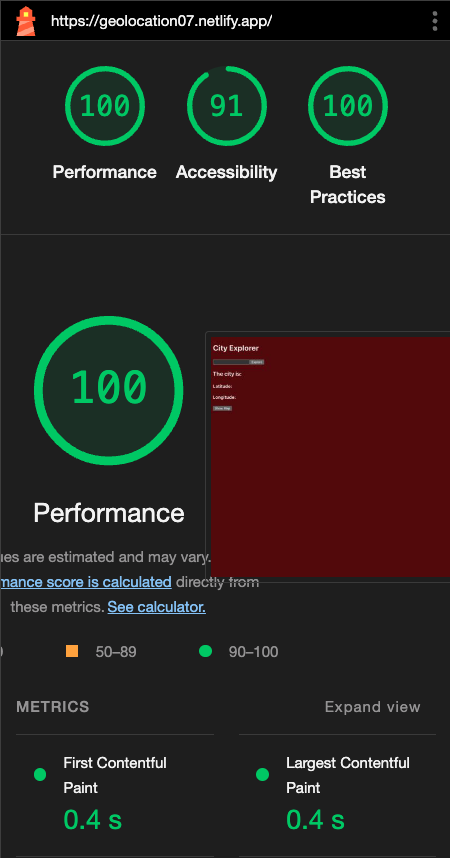 https://geolocation07.netlify.app/
100
91
100
Performance
Accessibility
Best
Practices
100
City Explorer
The city is:
Latitude:
Longitude:
Show Map
Performance
ues are estimated and may vary.
mance score is calculated directly from
these metrics. See calculator.
50–89
90–100
METRICS
Expand view
First Contentful
Paint
0.4 s
Largest Contentful
Paint
0.4 s